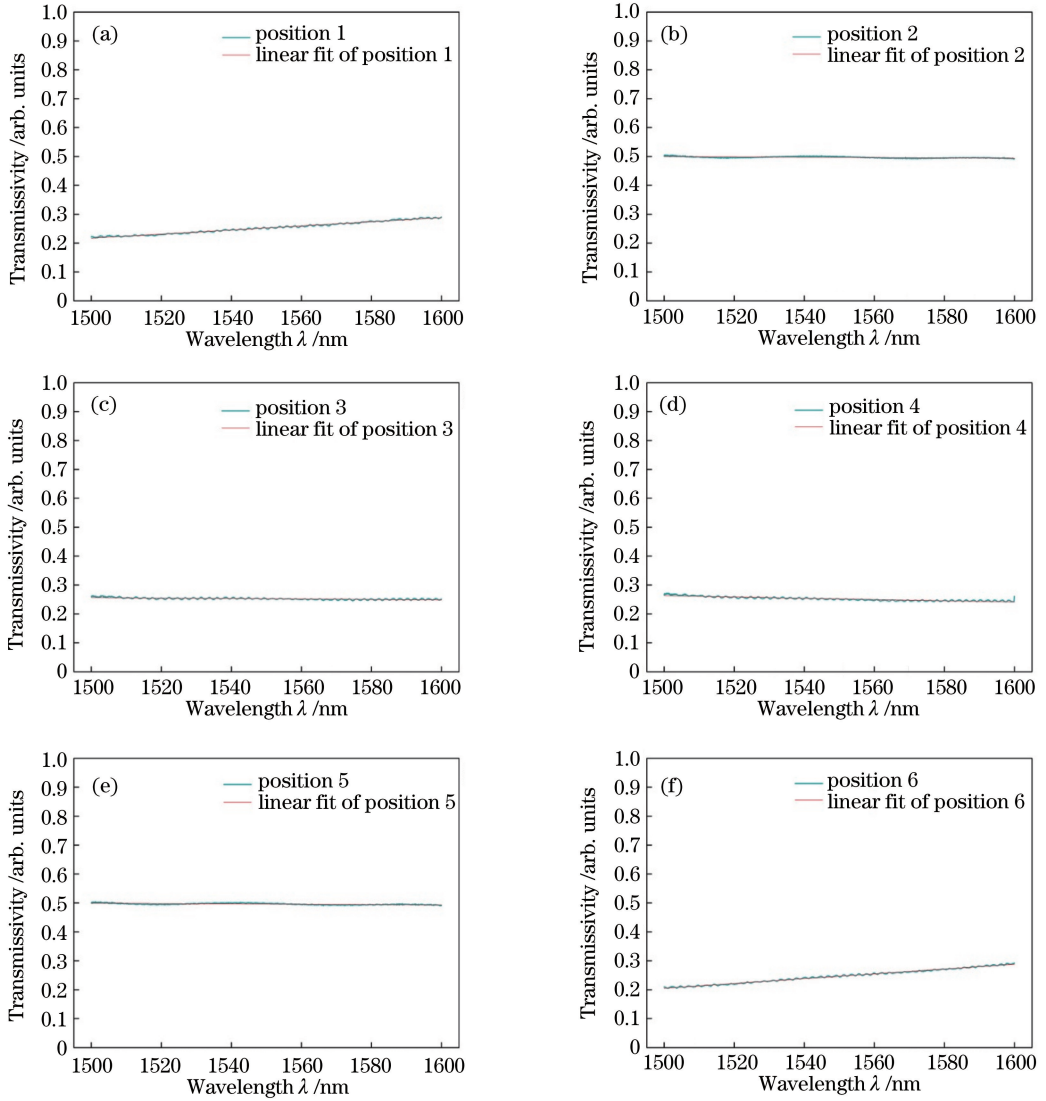 (a)
position 1
linear fit of position 1
Transmissivity /arb. units
1.0
0.9
0.8
0.7
0.6
0.5
0.4
0.3
0.2
0.1
0
1500 1520 1540 1560 1580 1600
Wavelength λ /nm
(b)
position 2
linear fit of position 2
Transmissivity /arb. units
1.0
0.9
0.8
0.7
0.6
0.5
0.4
0.3
0.2
0.1
0
1500 1520 1540 1560 1580 1600
Wavelength λ /nm
(c)
position 3
linear fit of position 3
Transmissivity /arb. units
1.0
0.9
0.8
0.7
0.6
0.5
0.4
0.3
0.2
0.1
0
1500 1520 1540 1560 1580 1600
Wavelength λ /nm
(d)
position 4
linear fit of position 4
Transmissivity /arb. units
1.0
0.9
0.8
0.7
0.6
0.5
0.4
0.3
0.2
0.1
0
1500 1520 1540 1560 1580 1600
Wavelength λ /nm
(e)
position 5
linear fit of position 5
Transmissivity /arb. units
1.0
0.9
0.8
0.7
0.6
0.5
0.4
0.3
0.2
0.1
0
1500 1520 1540 1560 1580 1600
Wavelength λ /nm
(f)
position 6
linear fit of position 6
Transmissivity /arb. units
1.0
0.9
0.8
0.7
0.6
0.5
0.4
0.3
0.2
0.1
0
1500 1520 1540 1560 1580 1600
Wavelength λ /nm